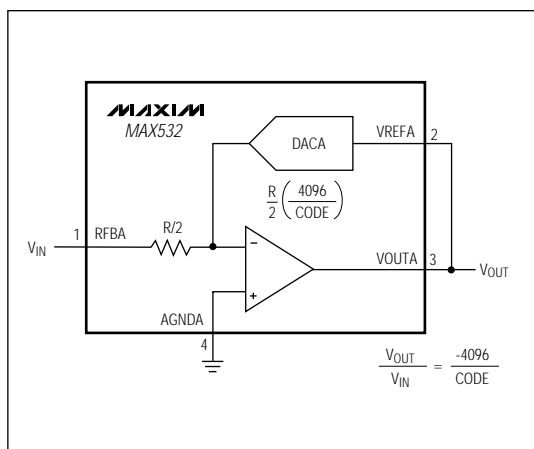 MAXIM
MAX532
DACA
VREFA 2
R/2 (4096/CODE)
1 RFBA R/2
VIN
−
+
VOUTA 3
VOUT
AGNDA
4
VOUT/VIN = -4096/CODE